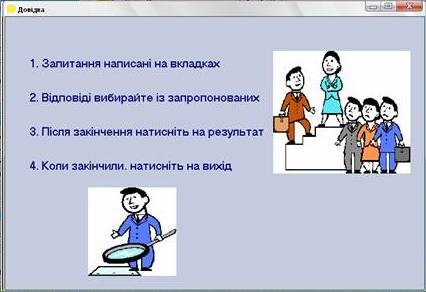 Довідка
1. Запитання написані на вкладках
2. Відповіді вибирайте із запропонованих
3. Після закінчення натисніть на результат
4. Коли закінчили. натисніть на вихід